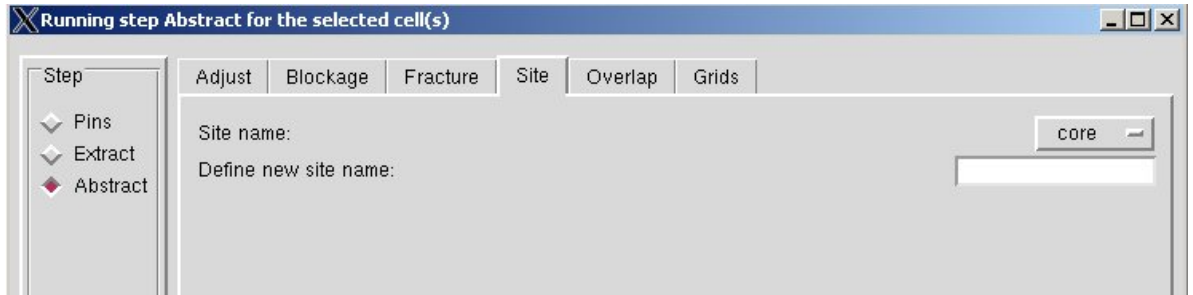 Running step Abstract for the selected cell(s)
Step
Adjust Blockage Fracture Site Overlap Grids
Pins
Extract
Abstract
Site name: core
Define new site name: